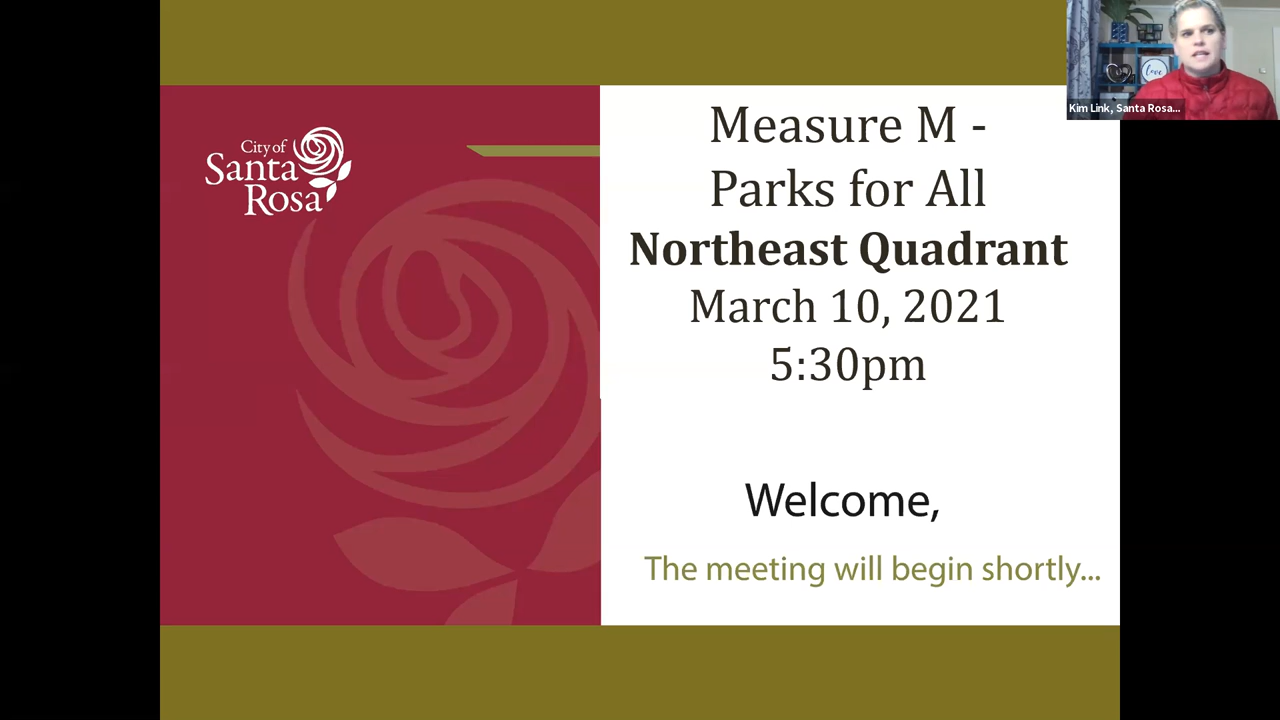 City of
Santa
Rosa
Measure M -
Parks for All
Northeast Quadrant
March 10, 2021
5:30pm
Welcome,
The meeting will begin shortly...
love
Kim Link, Santa Rosa...